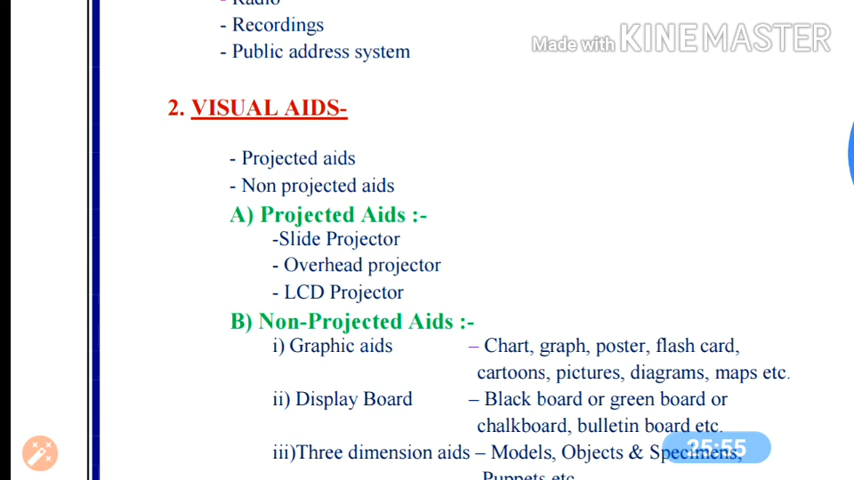 - Radio
- Recordings
Made with KINEMASTER
- Public address system
2. VISUAL AIDS-
- Projected aids
- Non projected aids
A) Projected Aids :-
-Slide Projector
- Overhead projector
- LCD Projector
B) Non-Projected Aids :-
i) Graphic aids – Chart, graph, poster, flash card,
cartoons, pictures, diagrams, maps etc.
ii) Display Board – Black board or green board or
chalkboard, bulletin board etc.
25:55
iii)Three dimension aids – Models, Objects & Specimens,
Puppets etc